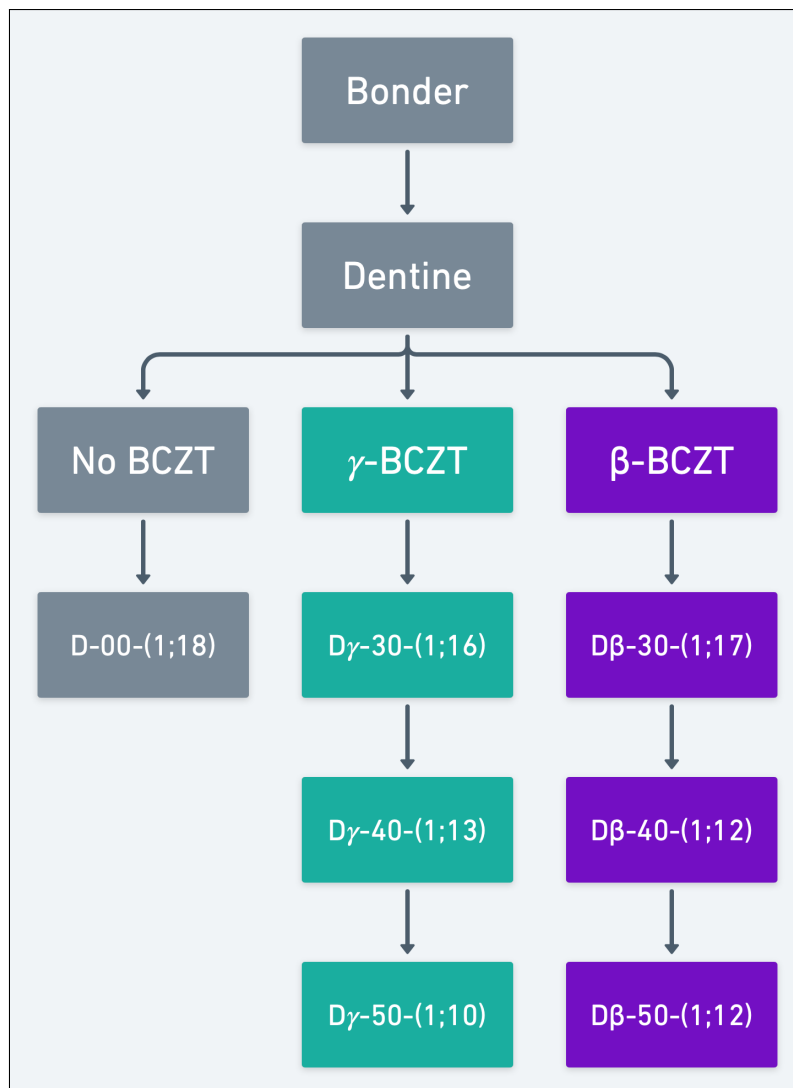 Bonder
Dentine
No BCZT
γ-BCZT
β-BCZT
D-00-(1;18)
Dγ-30-(1;16)
Dβ-30-(1;17)
Dγ-40-(1;13)
Dβ-40-(1;12)
Dγ-50-(1;10)
Dβ-50-(1;12)